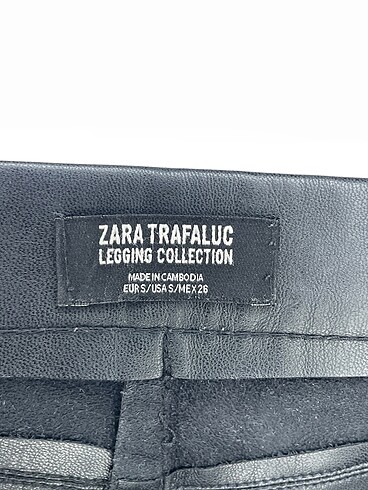 ZARA TRAFALUC
LEGGING COLLECTION
MADE IN CAMBODIA
EUR S/USA S/MEX 26